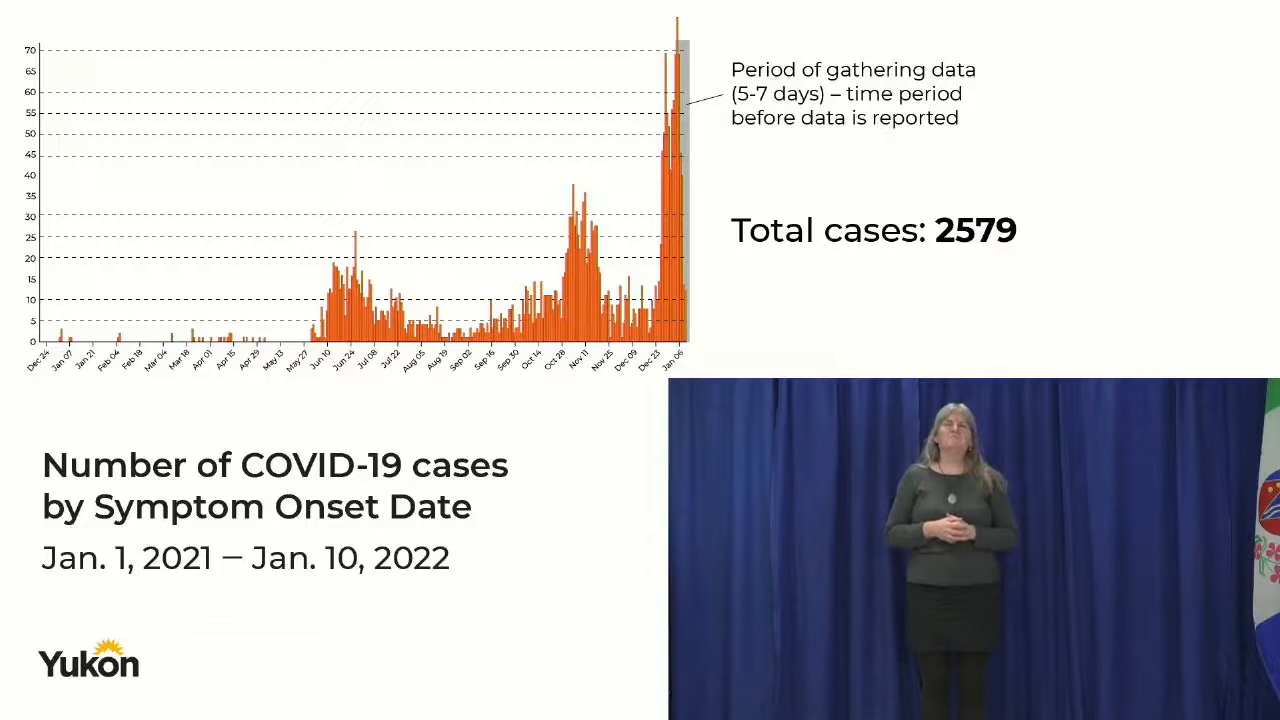 70
65
60
55
50
45
40
35
30
25
20
15
10
5
0
Dec 24
Jan 07
Jan 21
Feb 04
Feb 18
Mar 04
Mar 18
Apr 01
Apr 15
Apr 29
May 13
May 27
Jun 10
Jun 24
Jul 08
Jul 22
Aug 05
Aug 19
Sep 02
Sep 16
Sep 30
Oct 14
Oct 28
Nov 11
Nov 25
Dec 09
Dec 23
Jan 06
Period of gathering data
(5-7 days) – time period
before data is reported
Total cases: 2579
Number of COVID-19 cases
by Symptom Onset Date
Jan. 1, 2021 – Jan. 10, 2022
Yukon